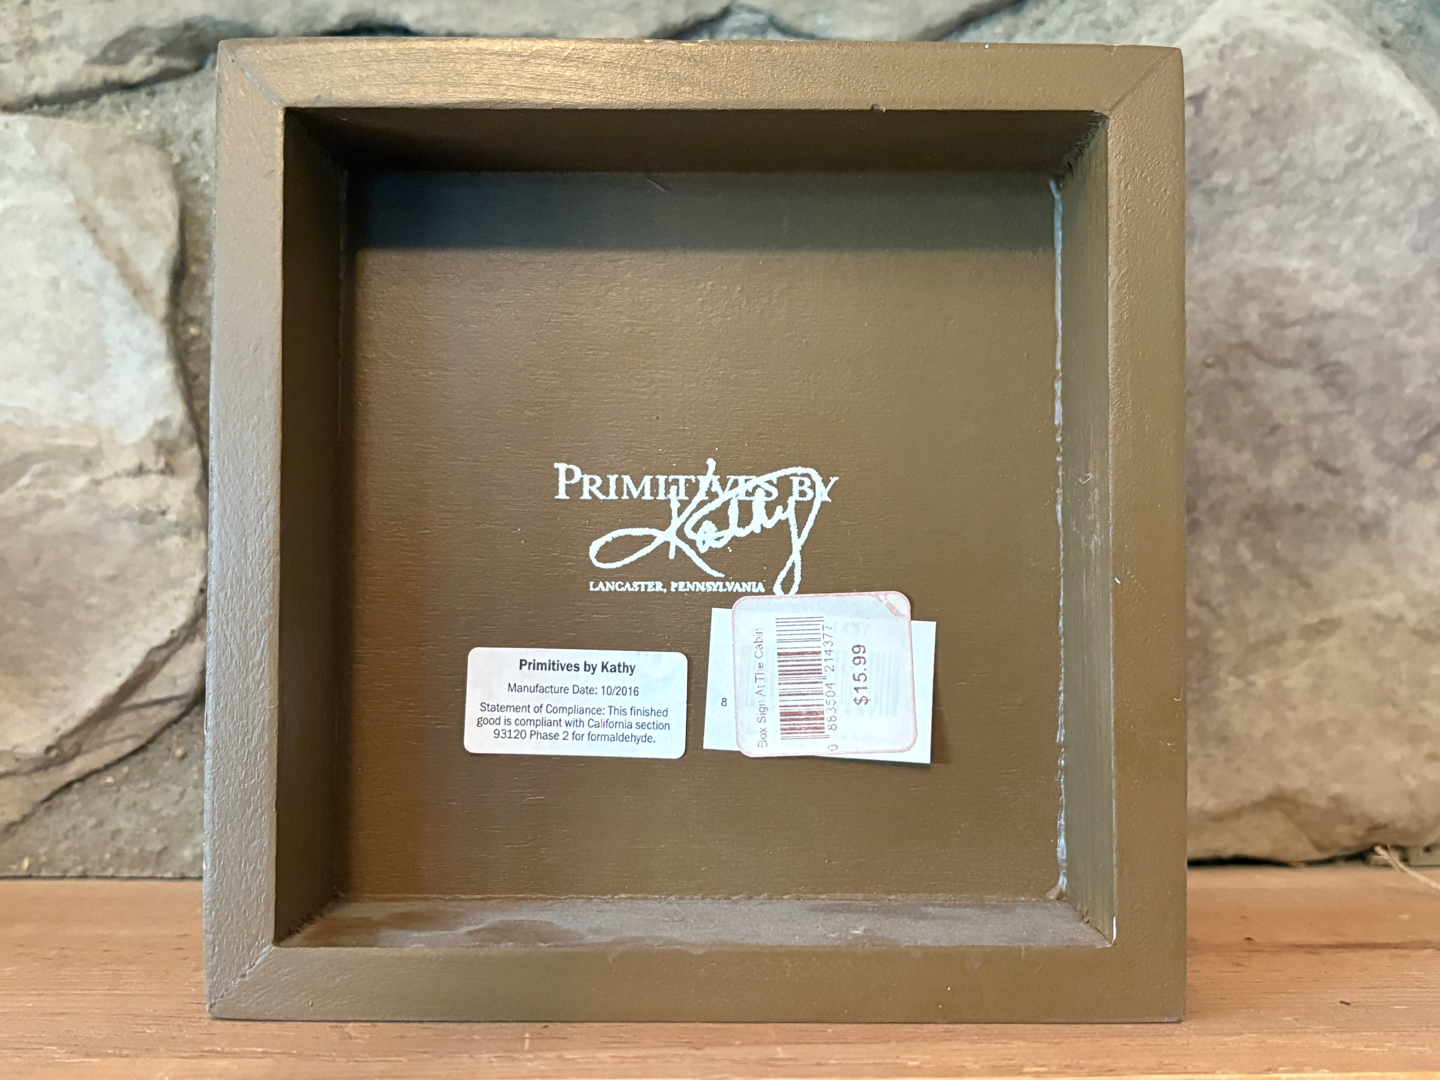 PRIMITIVES BY
Kathy
LANCASTER, PENNSYLVANIA
Primitives by Kathy
Manufacture Date: 10/2016
Statement of Compliance: This finished
good is compliant with California section
93120 Phase 2 for formaldehyde.
8
Box Sign At The Cabin
0 883504 214377
$15.99